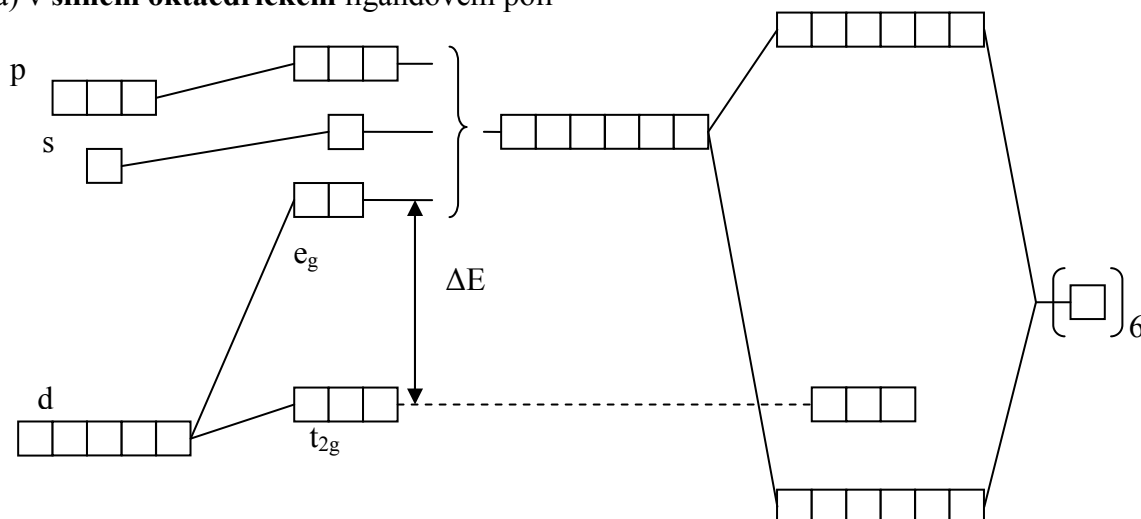 a) v silném oktaedrickém ligandovém poli
p
s
e_g
ΔE
6
d
t_2g